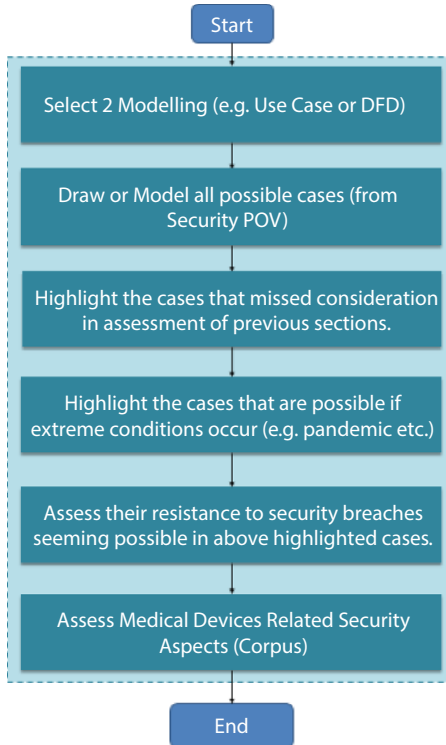 Start
Select 2 Modelling (e.g. Use Case or DFD)
Draw or Model all possible cases (from
Security POV)
Highlight the cases that missed consideration
in assessment of previous sections.
Highlight the cases that are possible if
extreme conditions occur (e.g. pandemic etc.)
Assess their resistance to security breaches
seeming possible in above highlighted cases.
Assess Medical Devices Related Security
Aspects (Corpus)
End